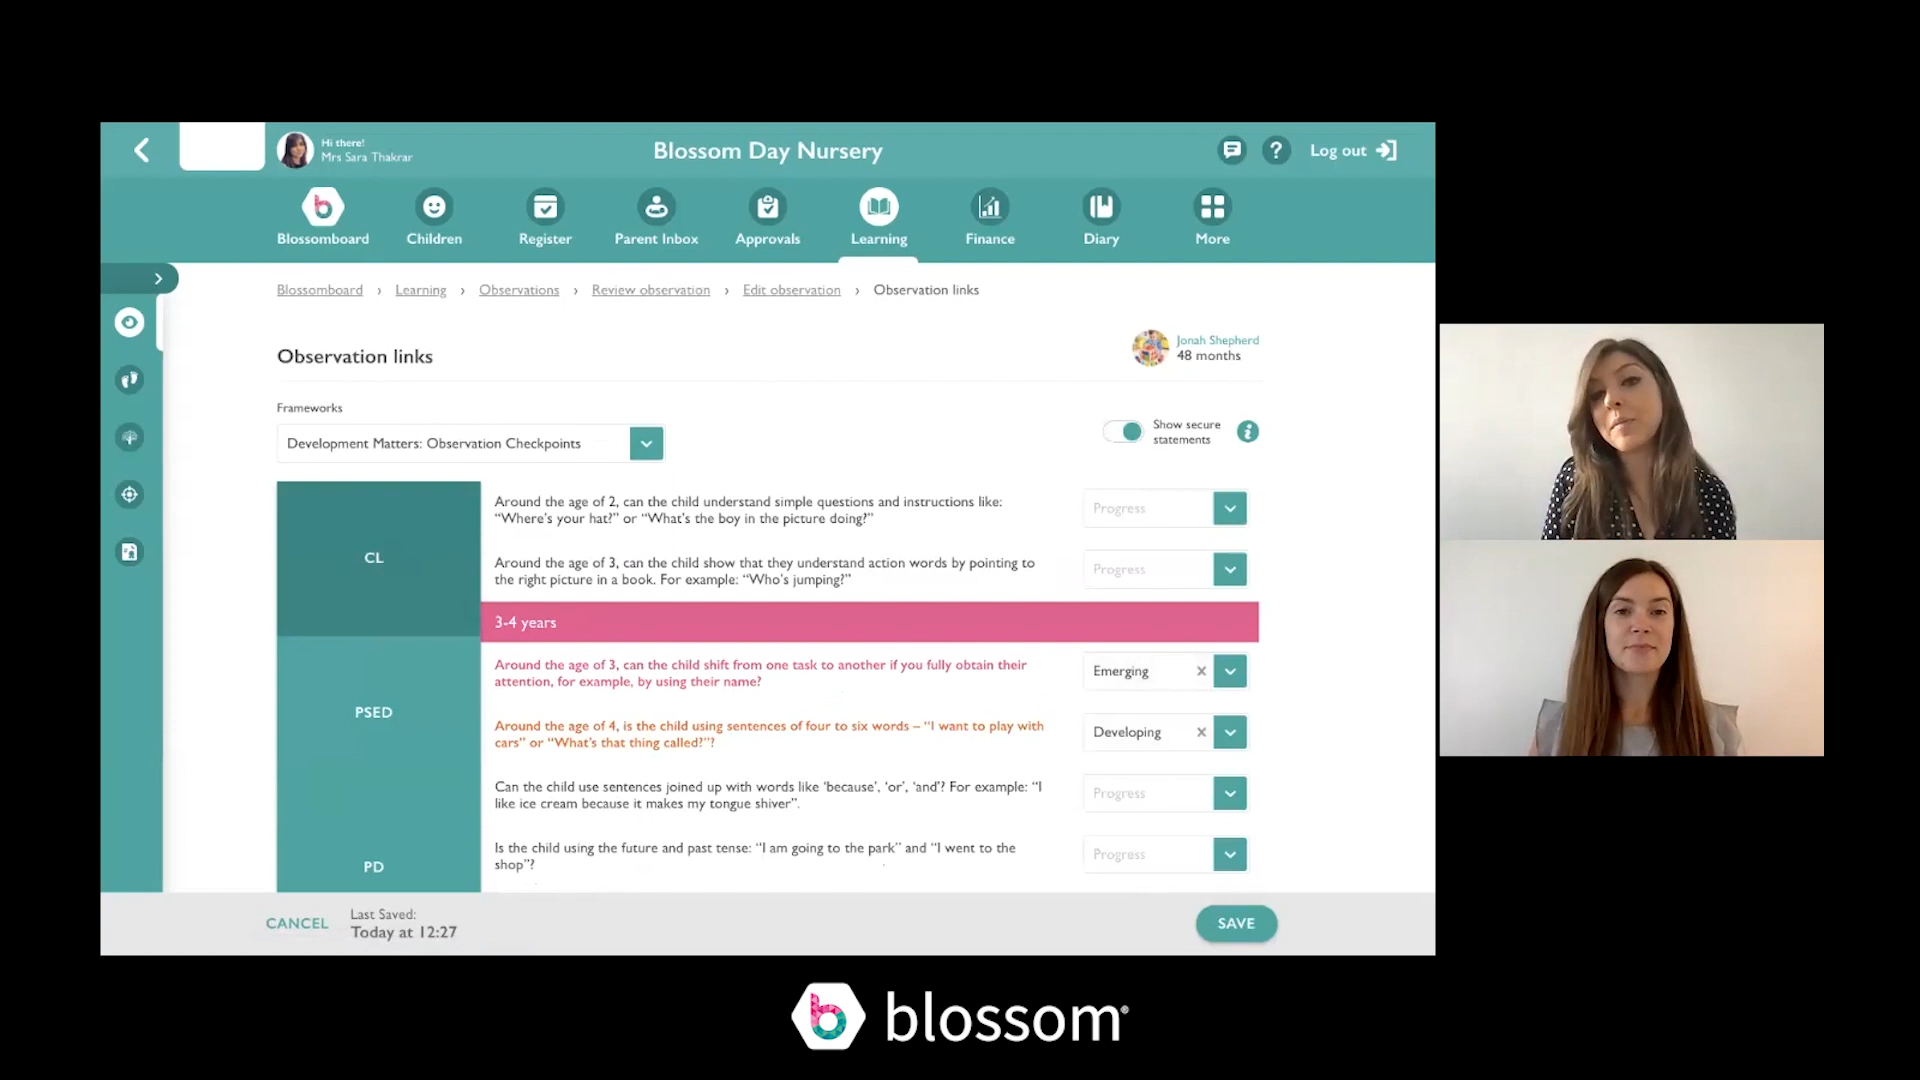 Hi there!
Mrs Sara Thakrar
Blossom Day Nursery
?
Log out
Blossomboard
Children
Register
Parent Inbox
Approvals
Learning
Finance
Diary
More
Blossomboard › Learning › Observations › Review observation › Edit observation › Observation links
Observation links
Jonah Shepherd
48 months
Frameworks
Development Matters: Observation Checkpoints
Show secure
statements
CL
PSED
PD
Around the age of 2, can the child understand simple questions and instructions like:
“Where’s your hat?” or “What’s the boy in the picture doing?”
Progress
Around the age of 3, can the child show that they understand action words by pointing to
the right picture in a book. For example: “Who’s jumping?”
Progress
3-4 years
Around the age of 3, can the child shift from one task to another if you fully obtain their
attention, for example, by using their name?
Emerging
Around the age of 4, is the child using sentences of four to six words – “I want to play with
cars” or “What’s that thing called?”?
Developing
Can the child use sentences joined up with words like ‘because’, ‘or’, ‘and’? For example: “I
like ice cream because it makes my tongue shiver”.
Progress
Is the child using the future and past tense: “I am going to the park” and “I went to the
shop”?
Progress
CANCEL
Last Saved:
Today at 12:27
SAVE
blossom®